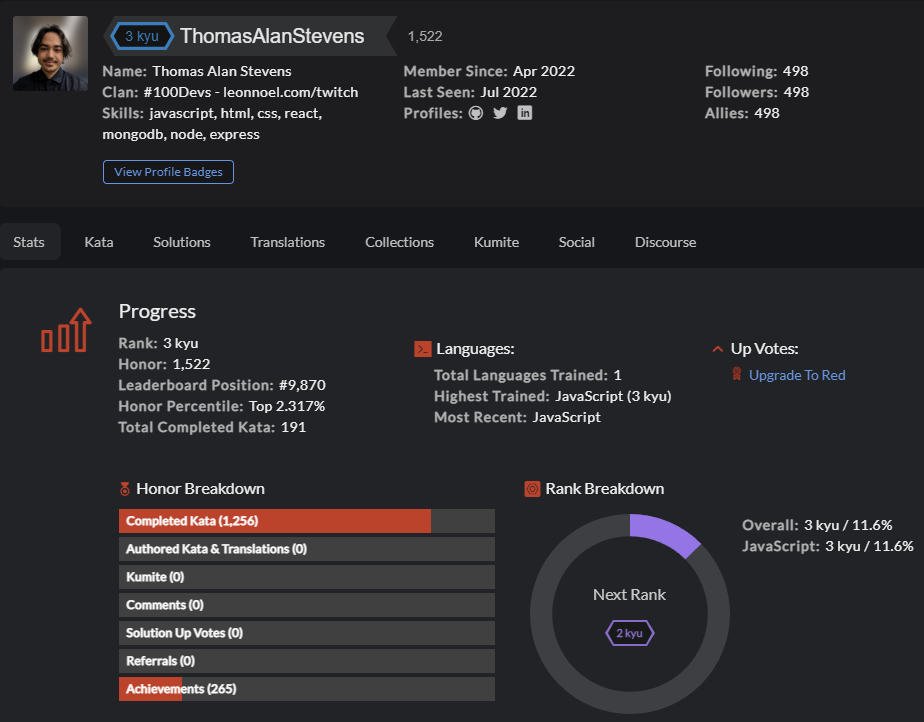 3 kyu ThomasAlanStevens 1,522
Name: Thomas Alan Stevens
Clan: #100Devs - leonnoel.com/twitch
Skills: javascript, html, css, react,
mongodb, node, express
Member Since: Apr 2022
Last Seen: Jul 2022
Profiles:
Following: 498
Followers: 498
Allies: 498
View Profile Badges
Stats Kata Solutions Translations Collections Kumite Social Discourse
Progress
Rank: 3 kyu
Honor: 1,522
Leaderboard Position: #9,870
Honor Percentile: Top 2.317%
Total Completed Kata: 191
Languages:
Total Languages Trained: 1
Highest Trained: JavaScript (3 kyu)
Most Recent: JavaScript
Up Votes:
Upgrade To Red
Honor Breakdown
Completed Kata (1,256)
Authored Kata & Translations (0)
Kumite (0)
Comments (0)
Solution Up Votes (0)
Referrals (0)
Achievements (265)
Rank Breakdown
Next Rank
2 kyu
Overall: 3 kyu / 11.6%
JavaScript: 3 kyu / 11.6%